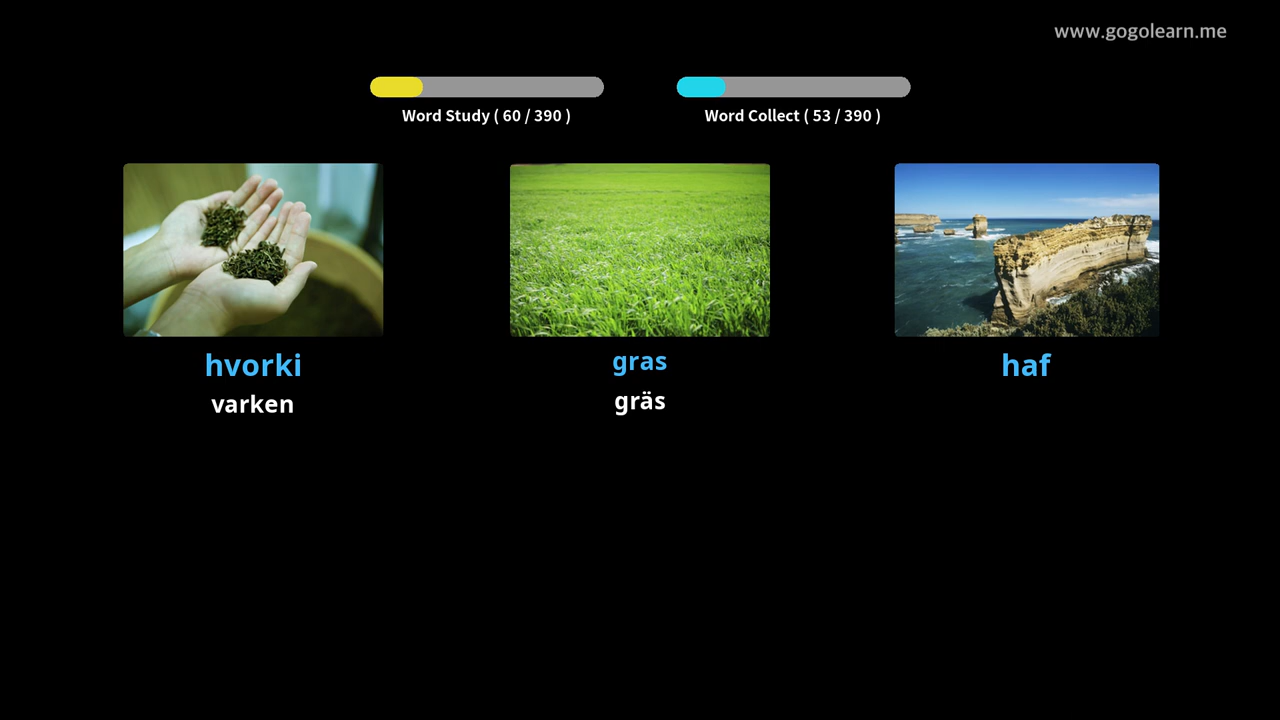 www.gogolearn.me
Word Study ( 60 / 390 )
Word Collect ( 53 / 390 )
hvorki
varken
gras
gräs
haf